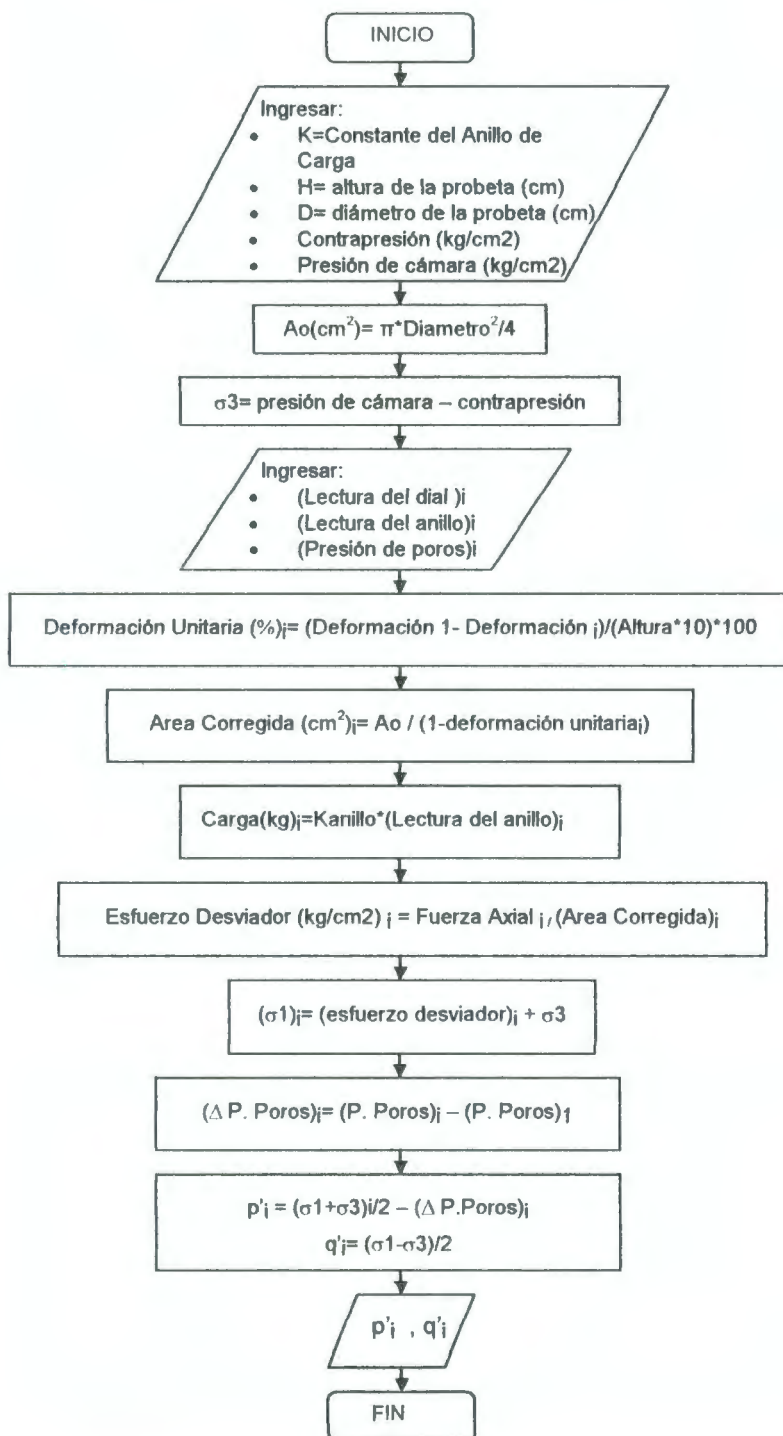 INICIO
Ingresar:
• K=Constante del Anillo de
Carga
• H= altura de la probeta (cm)
• D= diámetro de la probeta (cm)
• Contrapresión (kg/cm2)
• Presión de cámara (kg/cm2)
Ao(cm²)= π*Diametro²/4
σ3= presión de cámara – contrapresión
Ingresar:
• (Lectura del dial )i
• (Lectura del anillo)i
• (Presión de poros)i
Deformación Unitaria (%)i= (Deformación 1- Deformación i)/(Altura*10)*100
Area Corregida (cm²)i= Ao / (1-deformación unitariai)
Carga(kg)i=Kanillo*(Lectura del anillo)i
Esfuerzo Desviador (kg/cm2) i = Fuerza Axial i / (Area Corregida)i
(σ1)i= (esfuerzo desviador)i + σ3
(Δ P. Poros)i= (P. Poros)i – (P. Poros)1
p'i = (σ1+σ3)i/2 – (Δ P.Poros)i
q'i= (σ1-σ3)/2
p'i , q'i
FIN